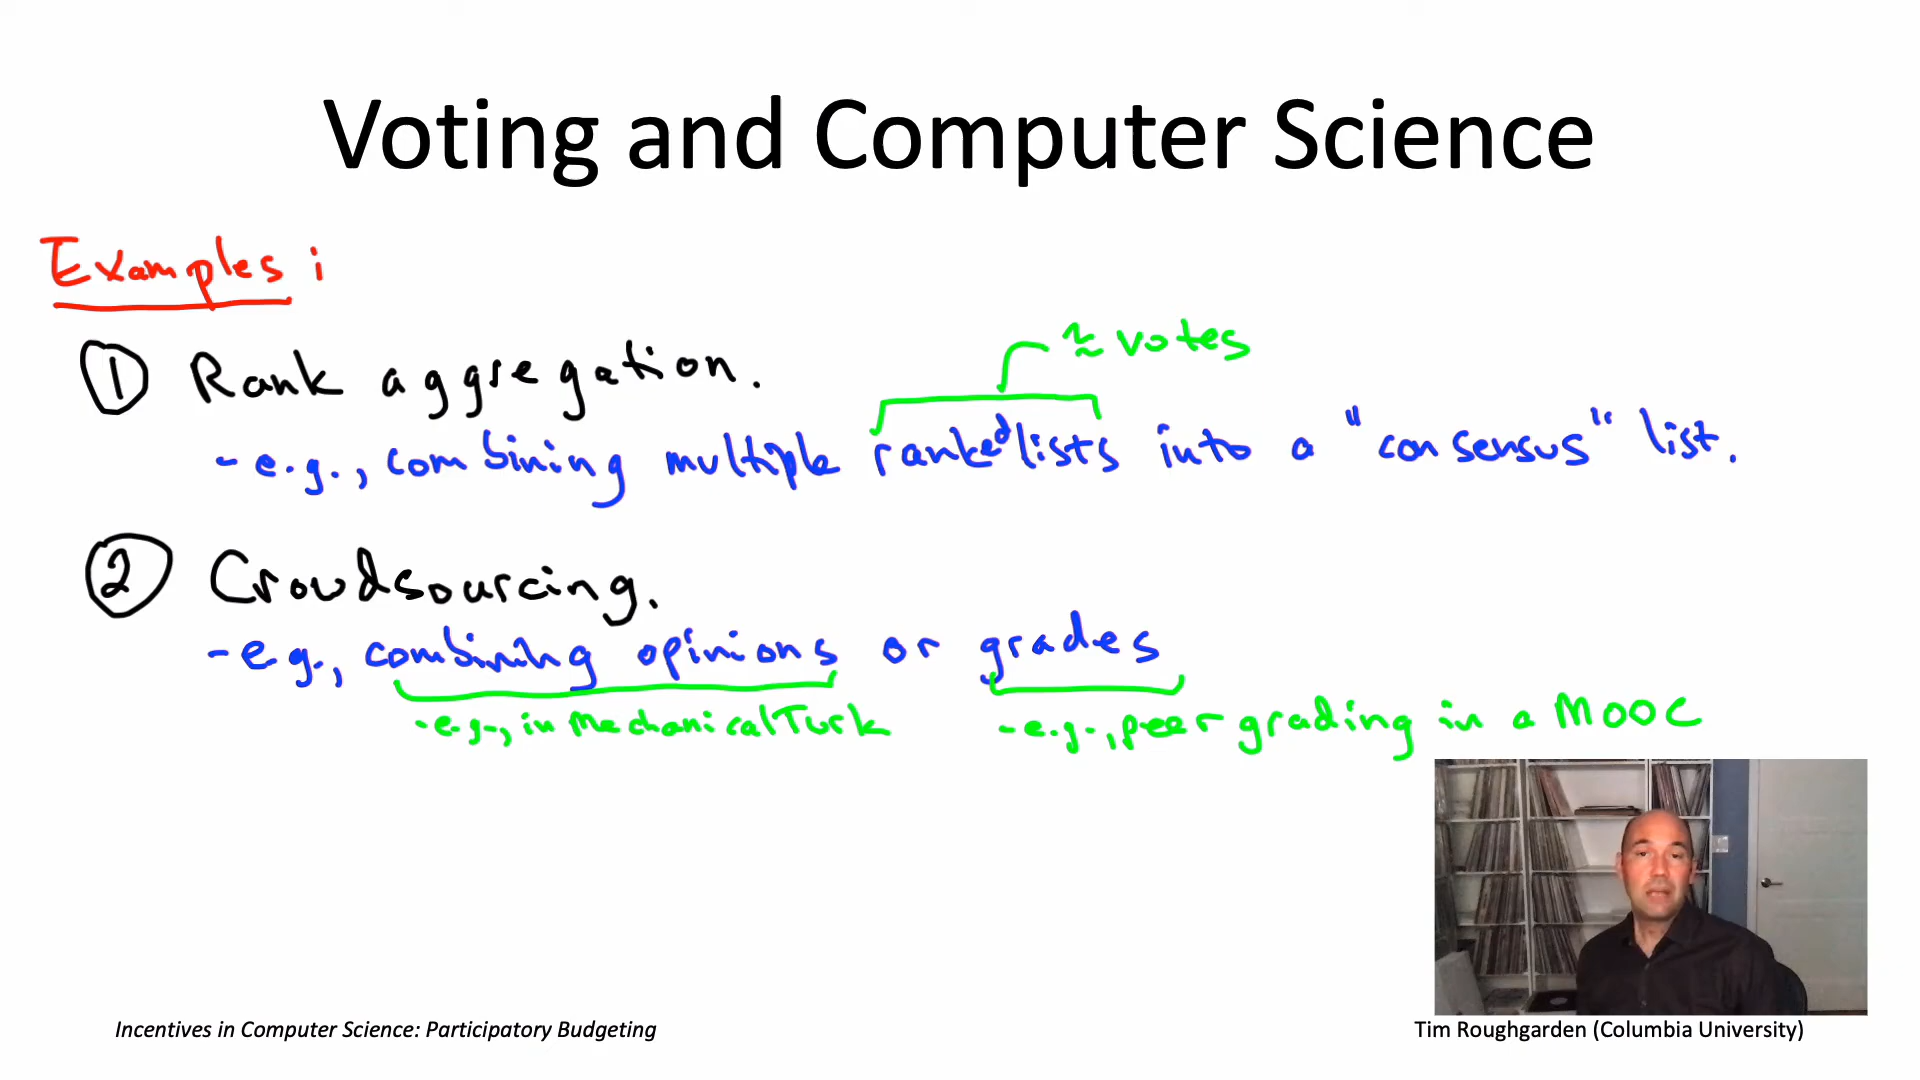 Voting and Computer Science
Examples :
① Rank aggregation.
≈ votes
- e.g., combining multiple ranked lists into a "consensus" list.
② Crowdsourcing.
- e.g., combining opinions or grades
- e.g., in Mechanical Turk
- e.g., peer grading in a MOOC
Incentives in Computer Science: Participatory Budgeting
Tim Roughgarden (Columbia University)